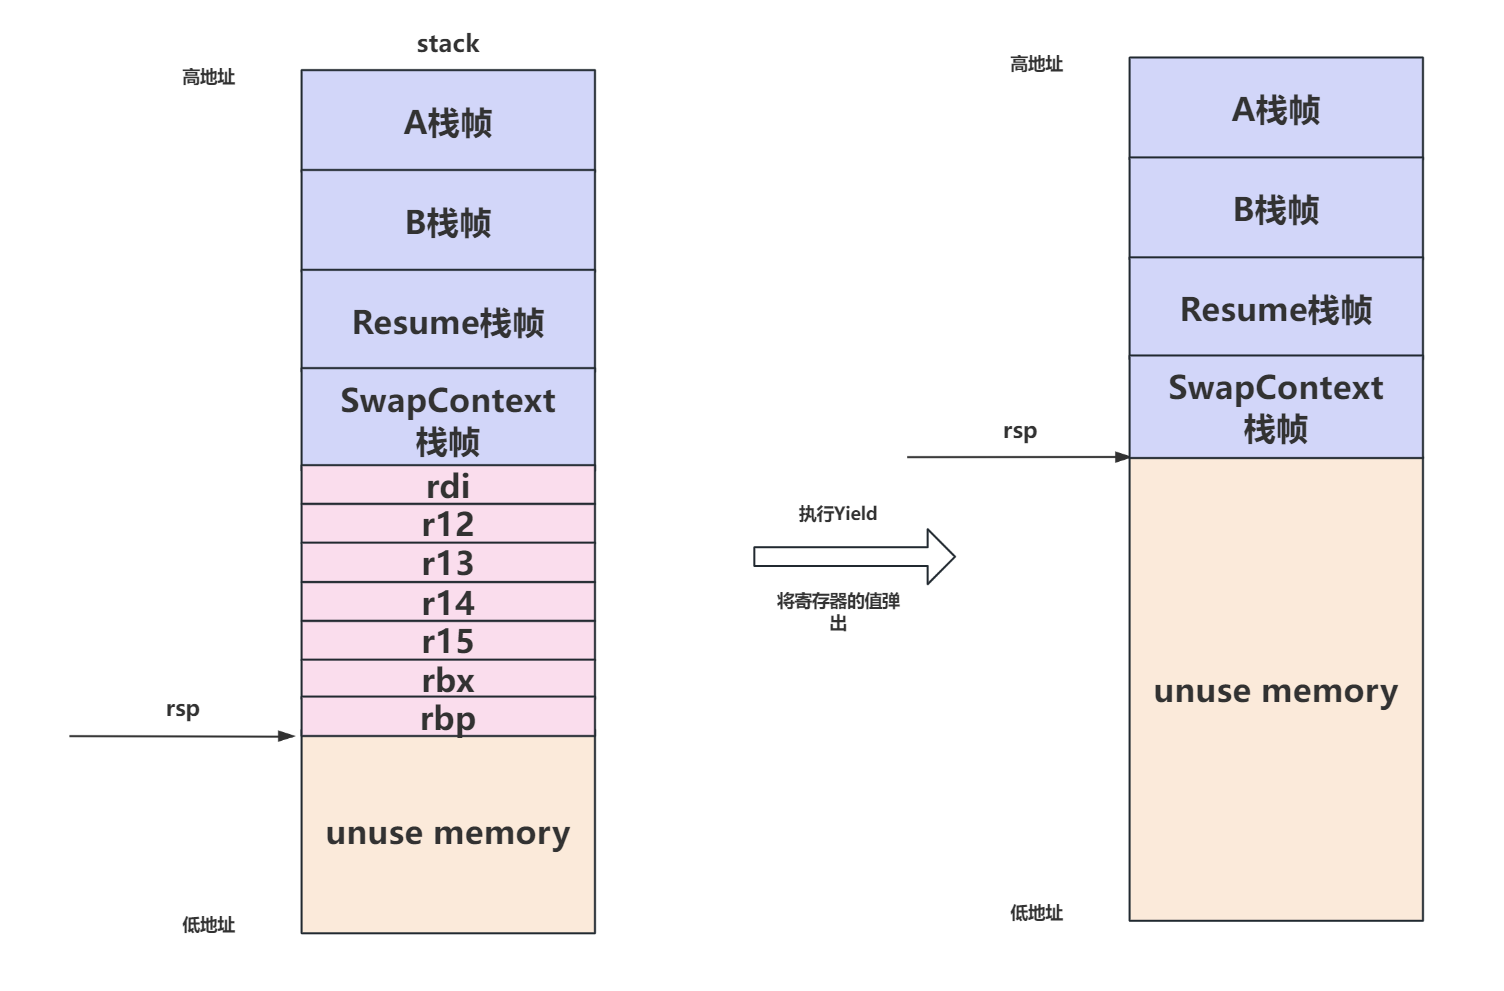 stack
高地址
A栈帧
B栈帧
Resume栈帧
SwapContext
栈帧
rdi
r12
r13
r14
r15
rbx
rbp
rsp
unuse memory
低地址
执行Yield
将寄存器的值弹
出
高地址
A栈帧
B栈帧
Resume栈帧
SwapContext
栈帧
rsp
unuse memory
低地址